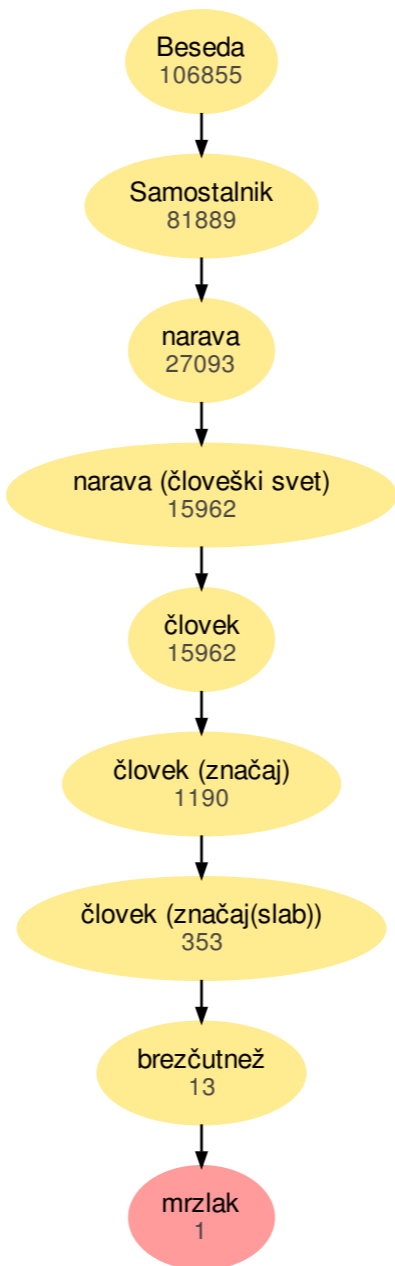 Beseda
106855
Samostalnik
81889
narava
27093
narava (človeški svet)
15962
človek
15962
človek (značaj)
1190
človek (značaj(slab))
353
brezčutnež
13
mrzlak
1